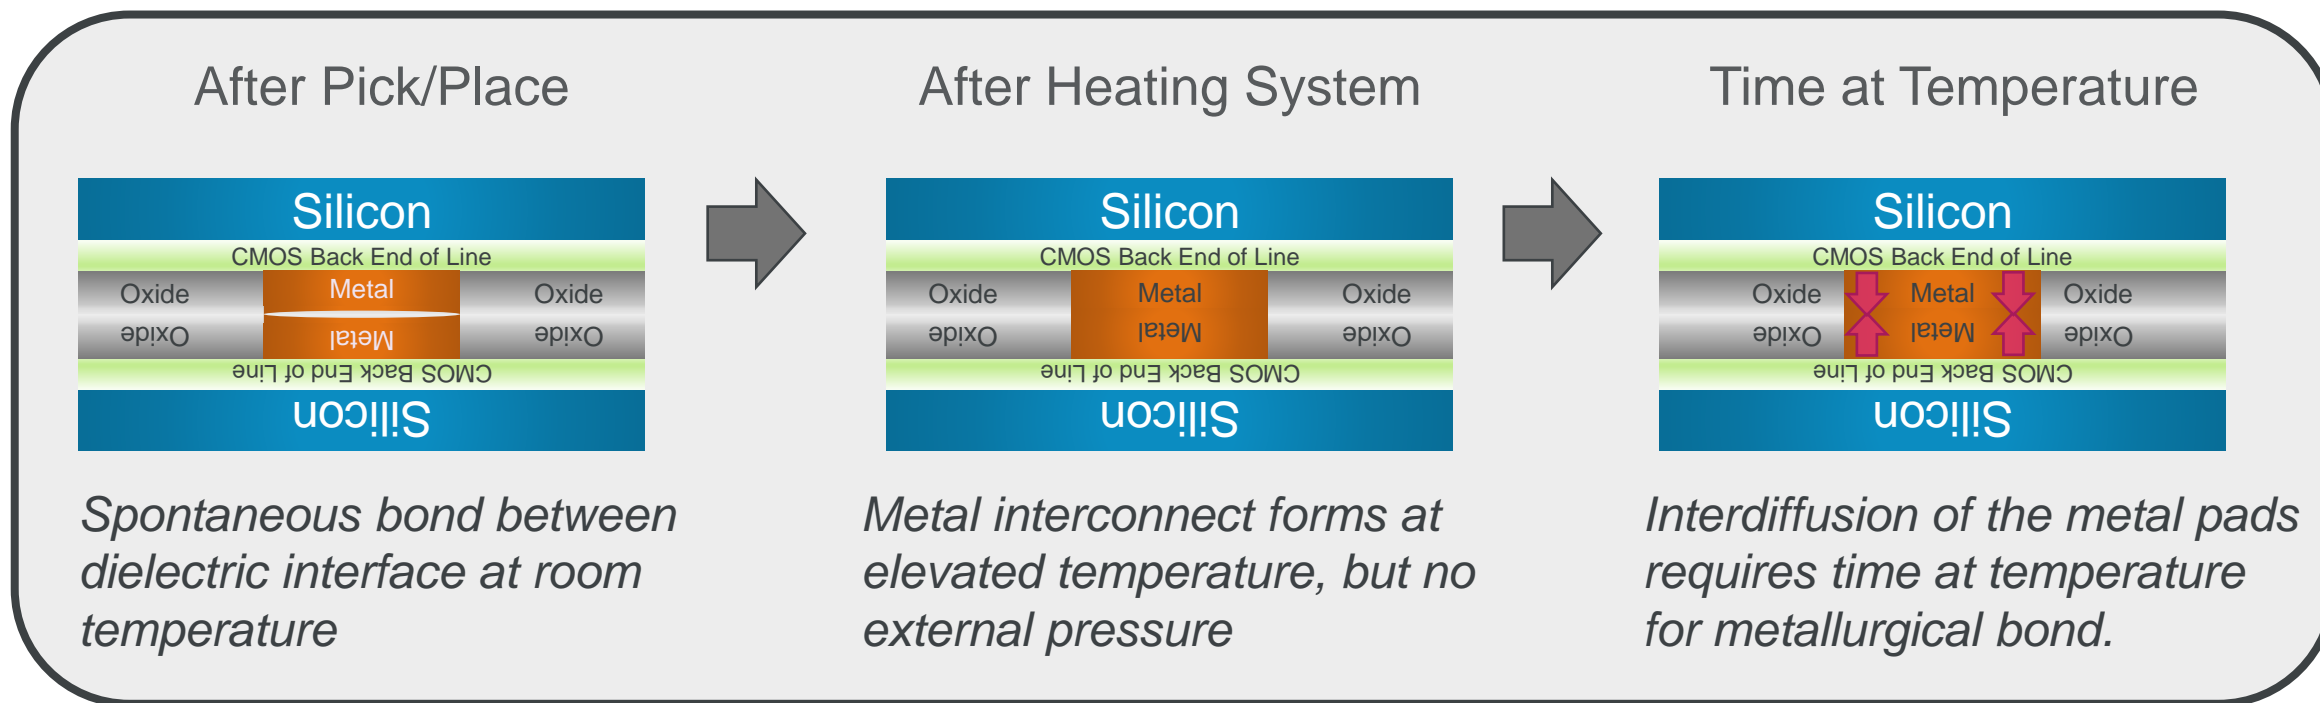 After Pick/Place
Silicon
CMOS Back End of Line
Oxide Metal Oxide
Oxide Metal Oxide
CMOS Back End of Line
Silicon
Spontaneous bond between
dielectric interface at room
temperature
After Heating System
Silicon
CMOS Back End of Line
Oxide Metal Oxide
Oxide Metal Oxide
CMOS Back End of Line
Silicon
Metal interconnect forms at
elevated temperature, but no
external pressure
Time at Temperature
Silicon
CMOS Back End of Line
Oxide Metal Oxide
Oxide Metal Oxide
CMOS Back End of Line
Silicon
Interdiffusion of the metal pads
requires time at temperature
for metallurgical bond.